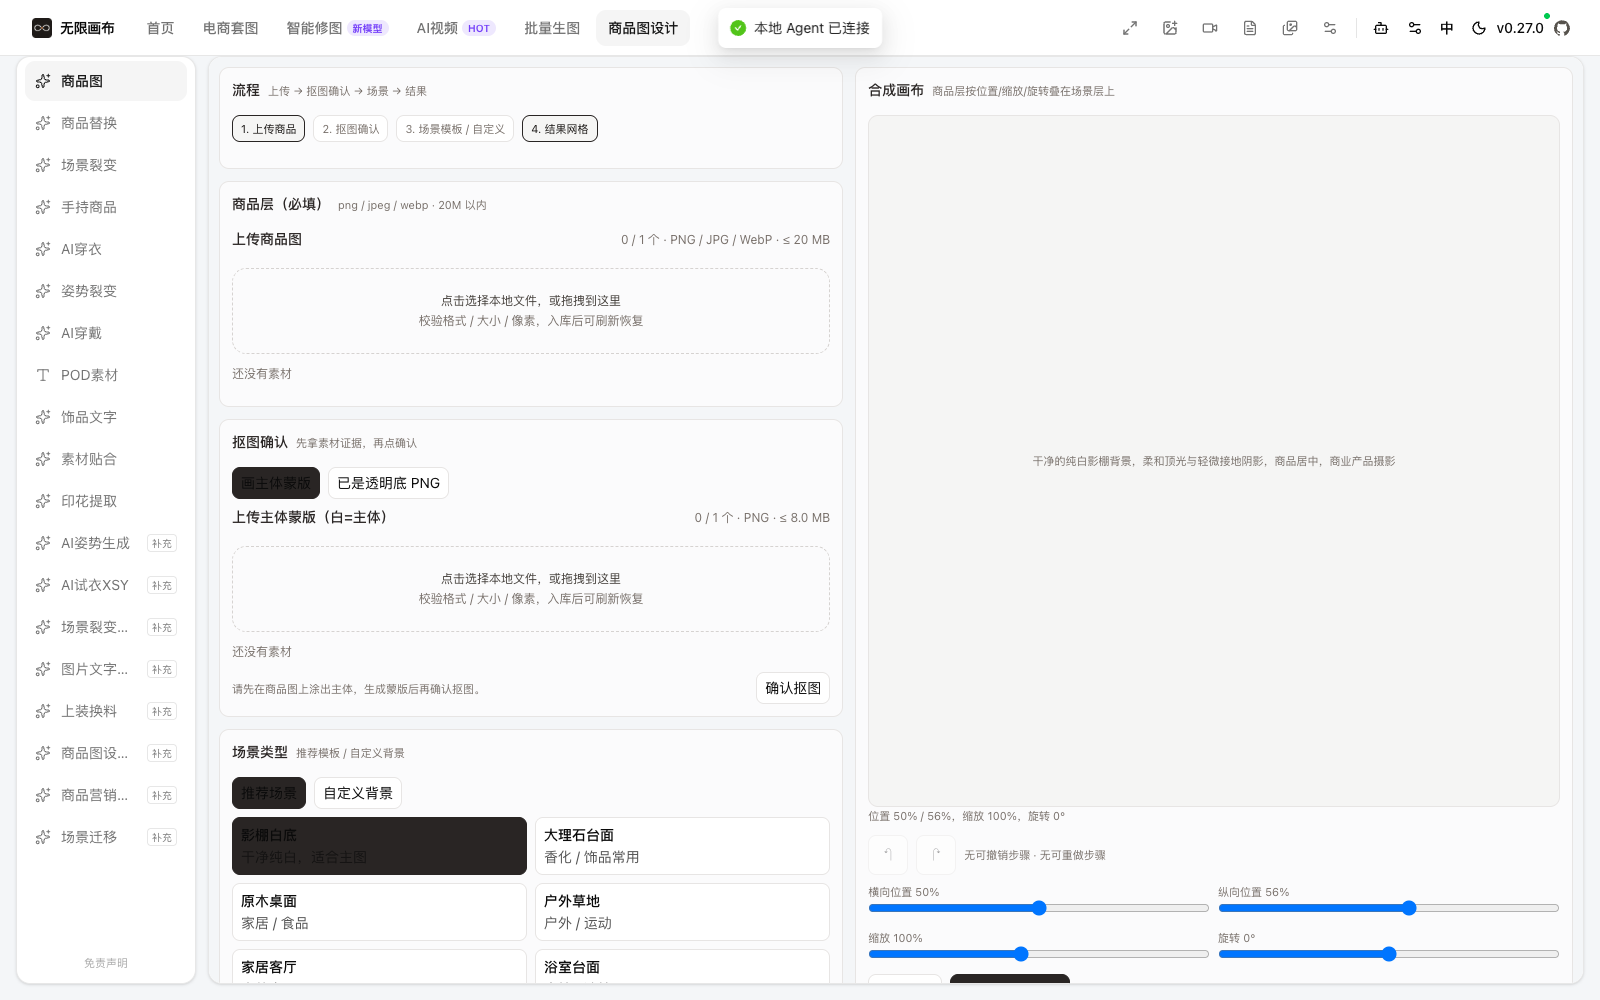 无限画布
首页
电商套图
智能修图 新模型
AI视频 HOT
批量生图
商品图设计
本地 Agent 已连接
中
v0.27.0
商品图
商品替换
场景裂变
手持商品
AI穿衣
姿势裂变
AI穿戴
POD素材
饰品文字
素材贴合
印花提取
AI姿势生成 补充
AI试衣XSY 补充
场景裂变... 补充
图片文字... 补充
上装换料 补充
商品图设... 补充
商品营销... 补充
场景迁移 补充
免责声明
流程 上传 → 抠图确认 → 场景 → 结果
1. 上传商品
2. 抠图确认
3. 场景模板 / 自定义
4. 结果网格
商品层（必填） png / jpeg / webp · 20M 以内
上传商品图
0 / 1 个 · PNG / JPG / WebP · ≤ 20 MB
点击选择本地文件，或拖拽到这里
校验格式 / 大小 / 像素，入库后可刷新恢复
还没有素材
抠图确认 先拿素材证据，再点确认
画主体蒙版
已是透明底 PNG
上传主体蒙版（白=主体）
0 / 1 个 · PNG · ≤ 8.0 MB
点击选择本地文件，或拖拽到这里
校验格式 / 大小 / 像素，入库后可刷新恢复
还没有素材
请先在商品图上涂出主体，生成蒙版后再确认抠图。
确认抠图
场景类型 推荐模板 / 自定义背景
推荐场景
自定义背景
影棚白底
干净纯白，适合主图
大理石台面
香化 / 饰品常用
原木桌面
家居 / 食品
户外草地
户外 / 运动
家居客厅
浴室台面
合成画布 商品层按位置/缩放/旋转叠在场景层上
干净的纯白影棚背景，柔和顶光与轻微接地阴影，商品居中，商业产品摄影
位置 50% / 56%，缩放 100%，旋转 0°
无可撤销步骤 · 无可重做步骤
横向位置 50%
纵向位置 56%
缩放 100%
旋转 0°